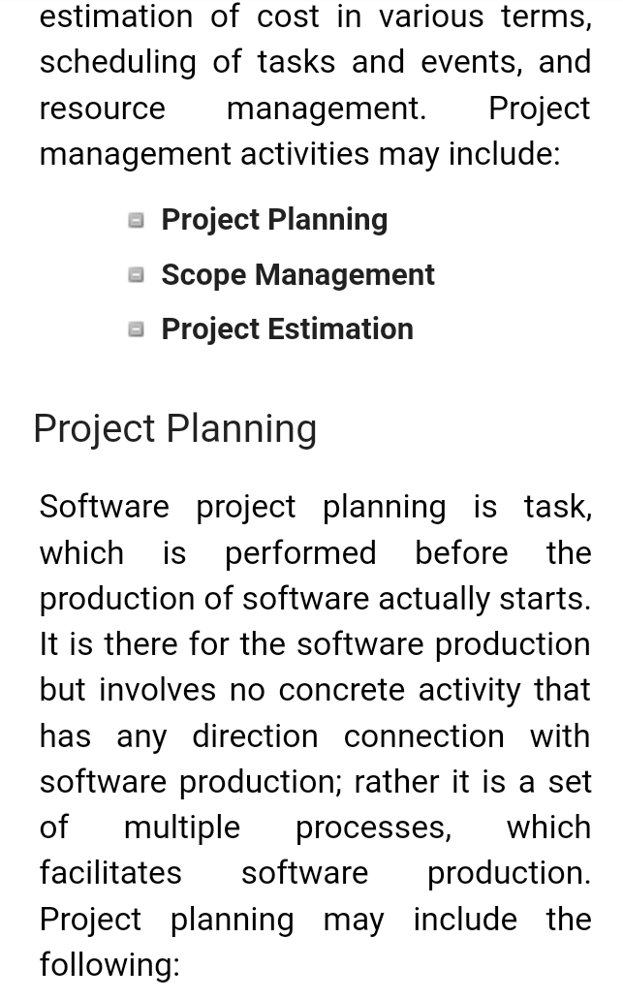 estimation of cost in various terms,
scheduling of tasks and events, and
resource management. Project
management activities may include:
Project Planning
Scope Management
Project Estimation
Project Planning
Software project planning is task,
which is performed before the
production of software actually starts.
It is there for the software production
but involves no concrete activity that
has any direction connection with
software production; rather it is a set
of multiple processes, which
facilitates software production.
Project planning may include the
following: